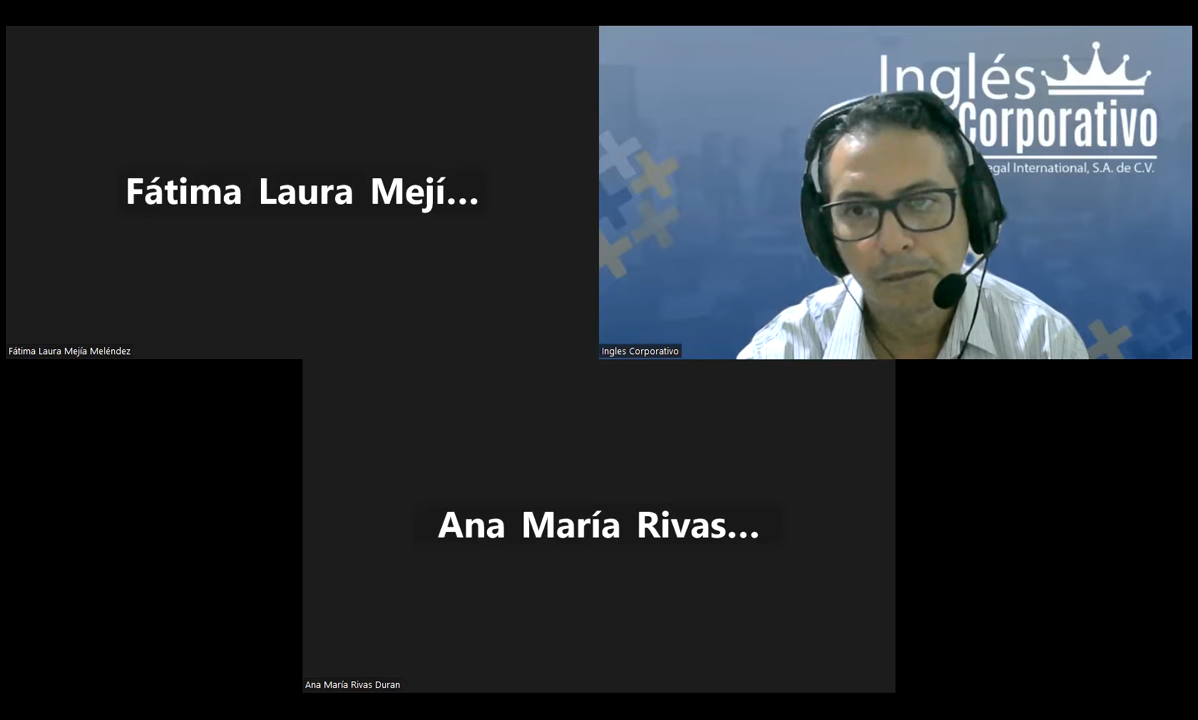 Fátima Laura Mejí...
Fátima Laura Mejía Meléndez
Inglés
Corporativo
egal International, S.A. de C.V.
Ingles Corporativo
Ana María Rivas...
Ana María Rivas Duran